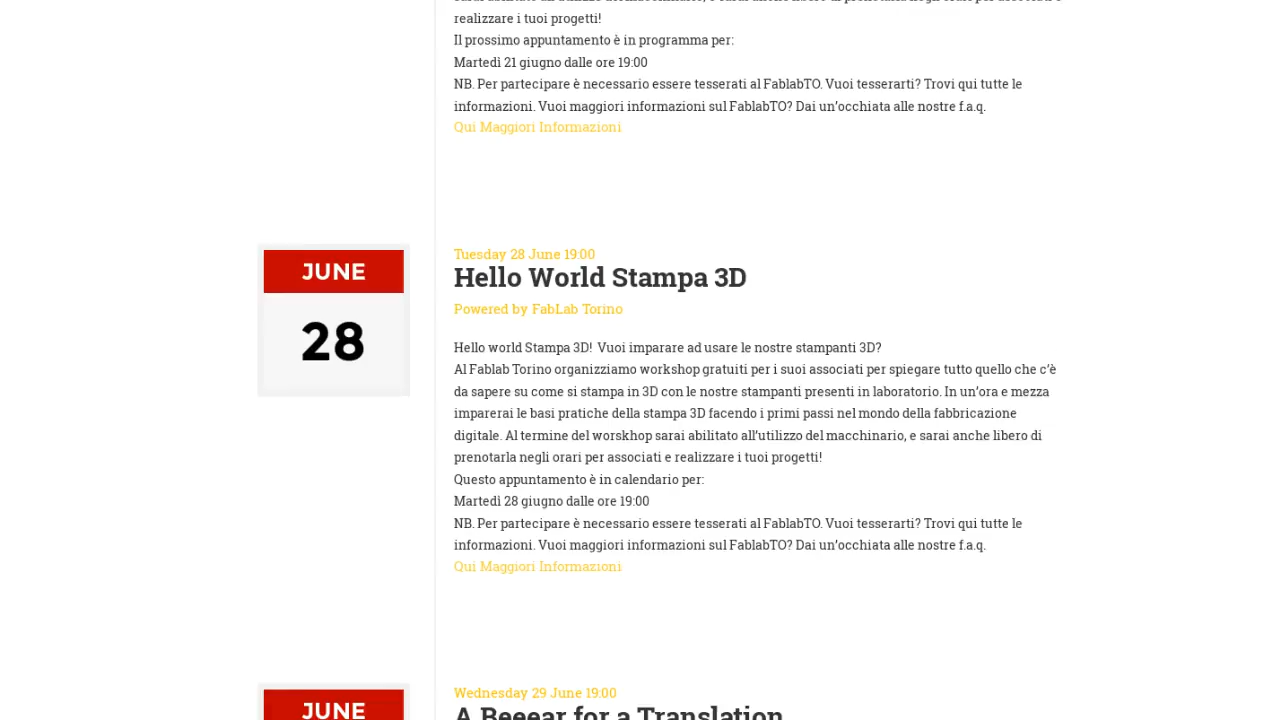 realizzare i tuoi progetti!
Il prossimo appuntamento è in programma per:
Martedì 21 giugno dalle ore 19:00
NB. Per partecipare è necessario essere tesserati al FablabTO. Vuoi tesserarti? Trovi qui tutte le
informazioni. Vuoi maggiori informazioni sul FablabTO? Dai un’occhiata alle nostre f.a.q.
Qui Maggiori Informazioni
JUNE
28
Tuesday 28 June 19:00
Hello World Stampa 3D
Powered by FabLab Torino
Hello world Stampa 3D! Vuoi imparare ad usare le nostre stampanti 3D?
Al Fablab Torino organizziamo workshop gratuiti per i suoi associati per spiegare tutto quello che c’è
da sapere su come si stampa in 3D con le nostre stampanti presenti in laboratorio. In un’ora e mezza
imparerai le basi pratiche della stampa 3D facendo i primi passi nel mondo della fabbricazione
digitale. Al termine del worskhop sarai abilitato all’utilizzo del macchinario, e sarai anche libero di
prenotarla negli orari per associati e realizzare i tuoi progetti!
Questo appuntamento è in calendario per:
Martedì 28 giugno dalle ore 19:00
NB. Per partecipare è necessario essere tesserati al FablabTO. Vuoi tesserarti? Trovi qui tutte le
informazioni. Vuoi maggiori informazioni sul FablabTO? Dai un’occhiata alle nostre f.a.q.
Qui Maggiori Informazioni
JUNE
Wednesday 29 June 19:00
A Beeear for a Translation